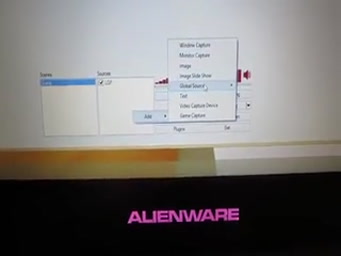 Window Capture
Monitor Capture
Image
Image Slide Show
Global Source
Text
Video Capture Device
Game Capture
Scenes
Sources
Add
Plugins
ALIENWARE